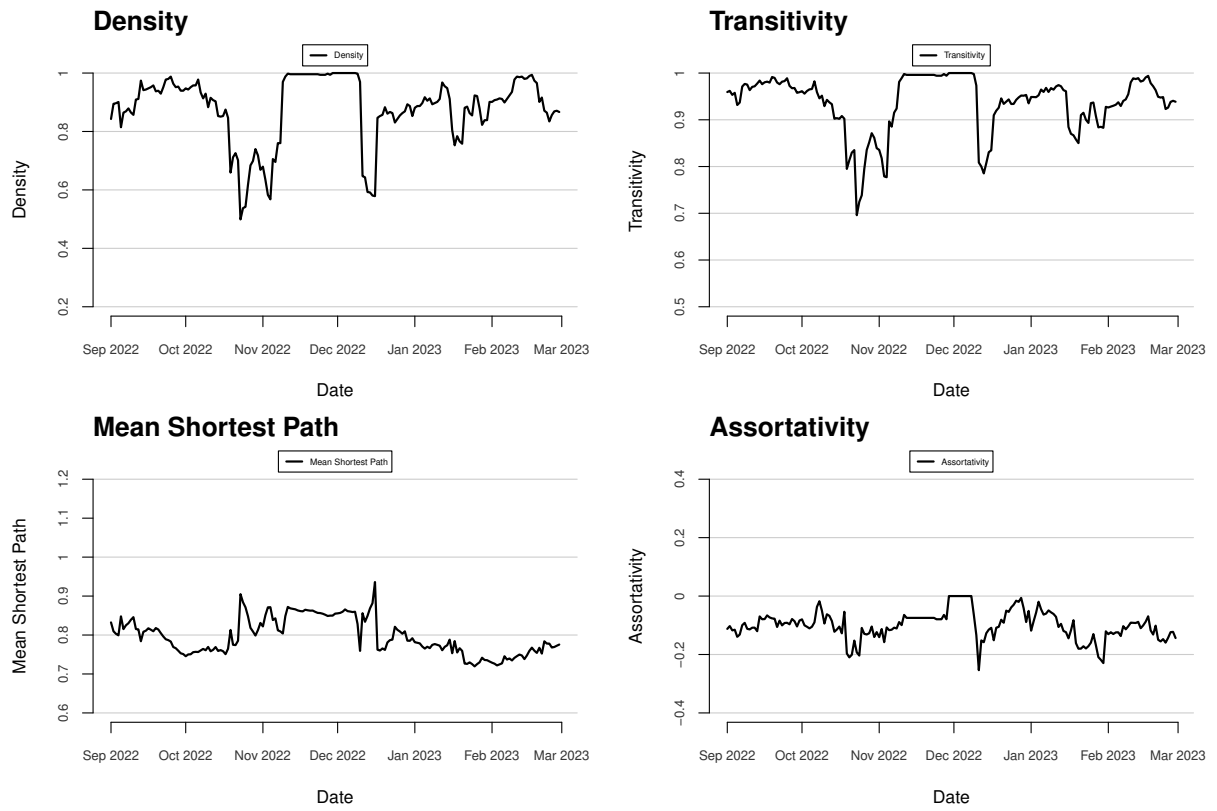 Density
Density
Density
1
0.8
0.6
0.4
0.2
Sep 2022 Oct 2022 Nov 2022 Dec 2022 Jan 2023 Feb 2023 Mar 2023
Date
Transitivity
Transitivity
Transitivity
1
0.9
0.8
0.7
0.6
0.5
Sep 2022 Oct 2022 Nov 2022 Dec 2022 Jan 2023 Feb 2023 Mar 2023
Date
Mean Shortest Path
Mean Shortest Path
Mean Shortest Path
1.2
1.1
1
0.9
0.8
0.7
0.6
Sep 2022 Oct 2022 Nov 2022 Dec 2022 Jan 2023 Feb 2023 Mar 2023
Date
Assortativity
Assortativity
Assortativity
0.4
0.2
0
−0.2
−0.4
Sep 2022 Oct 2022 Nov 2022 Dec 2022 Jan 2023 Feb 2023 Mar 2023
Date